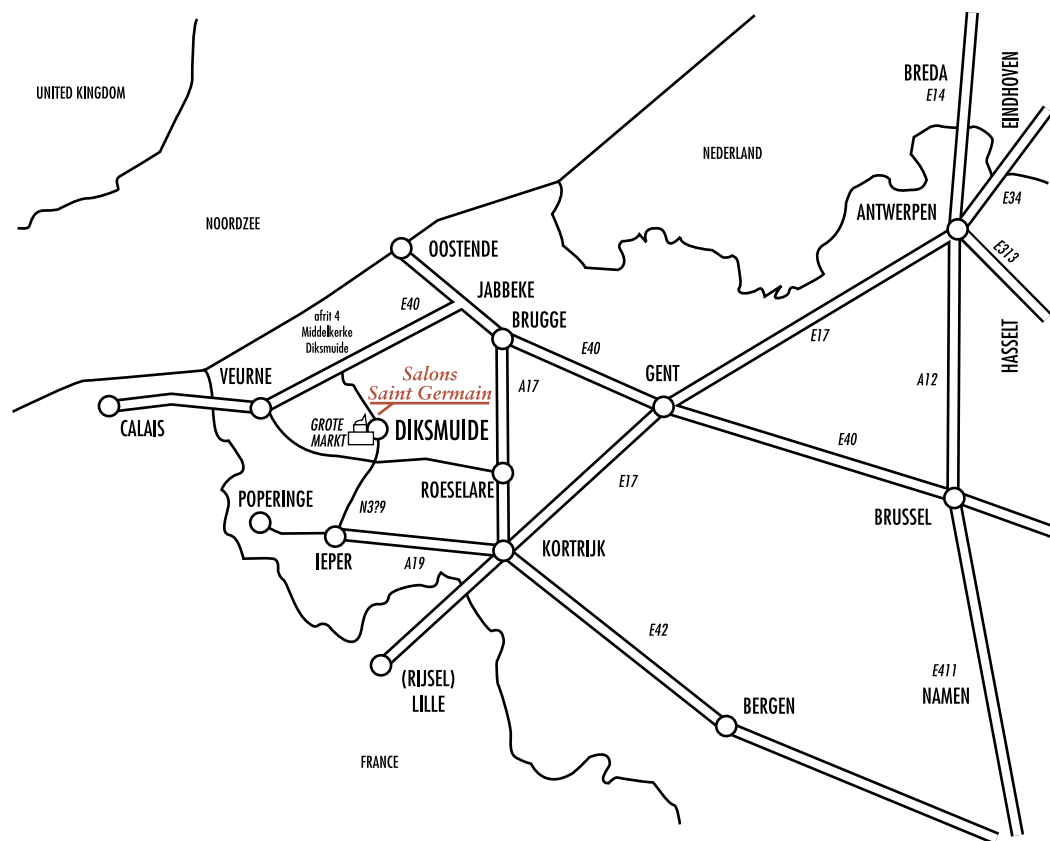 BREDA
E14
EINDHOVEN
UNITED KINGDOM
NEDERLAND
E34
NOORDZEE
ANTWERPEN
E313
OOSTENDE
JABBEKE
E40
afrit 4
Middelkerke
Diksmuide
BRUGGE
E17
HASSELT
E40
VEURNE
Salons
Saint Germain
A17
GENT
A12
CALAIS
GROTE
MARKT
DIKSMUIDE
E40
ROESELARE
E17
POPERINGE
N3?9
BRUSSEL
IEPER
A19
KORTRIJK
E42
(RIJSEL)
LILLE
E411
NAMEN
BERGEN
FRANCE